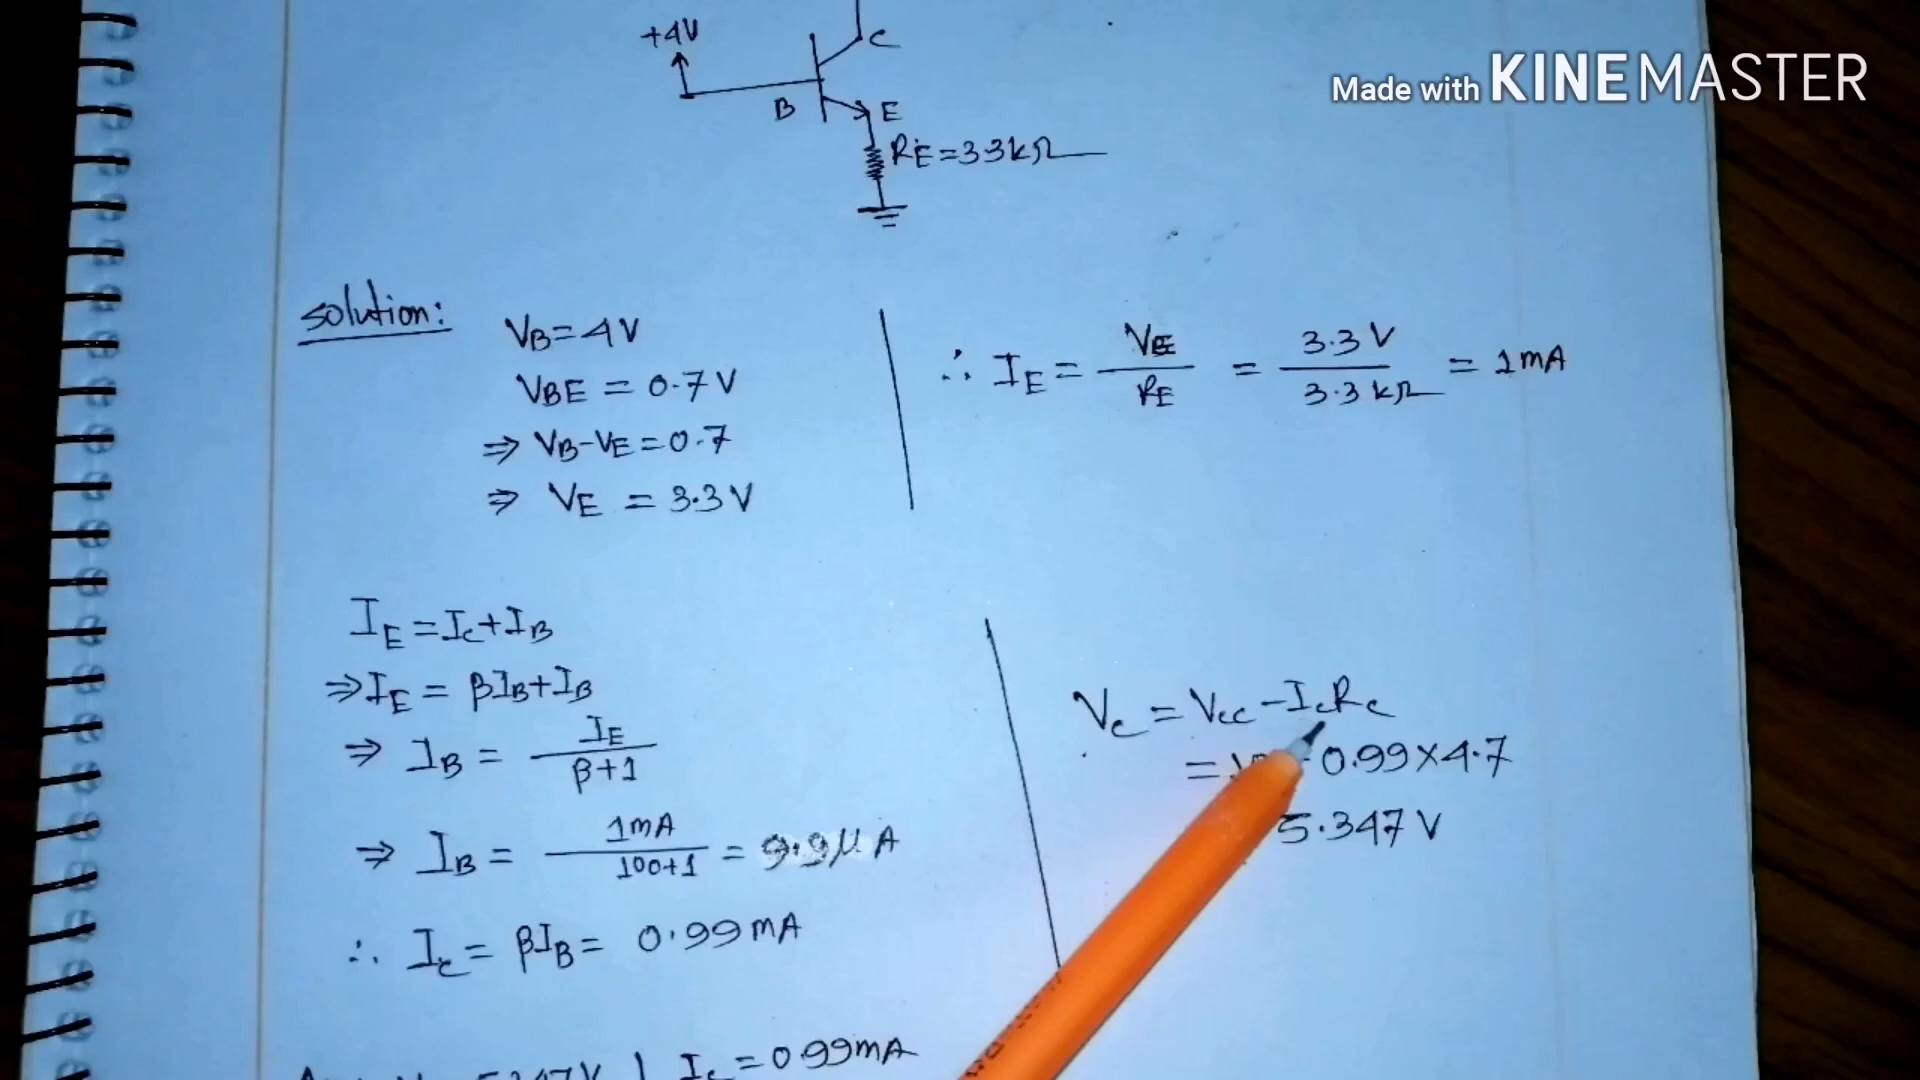 +4V
C
Made with KINEMASTER
B
E
RE=3.3kΩ
solution:
VB=4V
VBE = 0.7V
⇒ VB-VE=0.7
⇒ VE = 3.3V
∴ IE = VE/RE = 3.3V/3.3kΩ = 1mA
IE=Ic+IB
⇒IE = βIB+IB
⇒ IB = IE/β+1
⇒ IB = 1mA/100+1 = 9.9μA
∴ Ic = βIB = 0.99mA
Vc = Vcc-IcRc
= 0.99×4.7
5.347V
Ic = 0.99mA